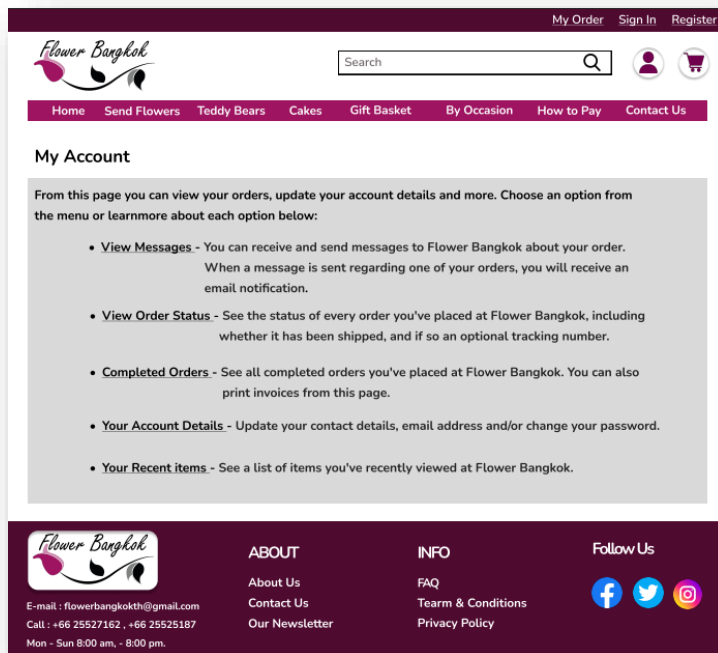 My Order Sign In Register
Flower Bangkok
Search
Home Send Flowers Teddy Bears Cakes Gift Basket By Occasion How to Pay Contact Us
My Account
From this page you can view your orders, update your account details and more. Choose an option from
the menu or learnmore about each option below:
• View Messages - You can receive and send messages to Flower Bangkok about your order.
When a message is sent regarding one of your orders, you will receive an
email notification.
• View Order Status - See the status of every order you've placed at Flower Bangkok, including
whether it has been shipped, and if so an optional tracking number.
• Completed Orders - See all completed orders you've placed at Flower Bangkok. You can also
print invoices from this page.
• Your Account Details - Update your contact details, email address and/or change your password.
• Your Recent items - See a list of items you've recently viewed at Flower Bangkok.
Flower Bangkok
E-mail : flowerbangkokth@gmail.com
Call : +66 25527162 , +66 25525187
Mon - Sun 8:00 am, - 8:00 pm.
ABOUT
About Us
Contact Us
Our Newsletter
INFO
FAQ
Tearm & Conditions
Privacy Policy
Follow Us